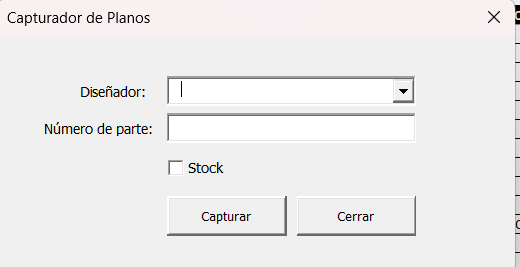 Capturador de Planos
Diseñador:
Número de parte:
Stock
Capturar Cerrar